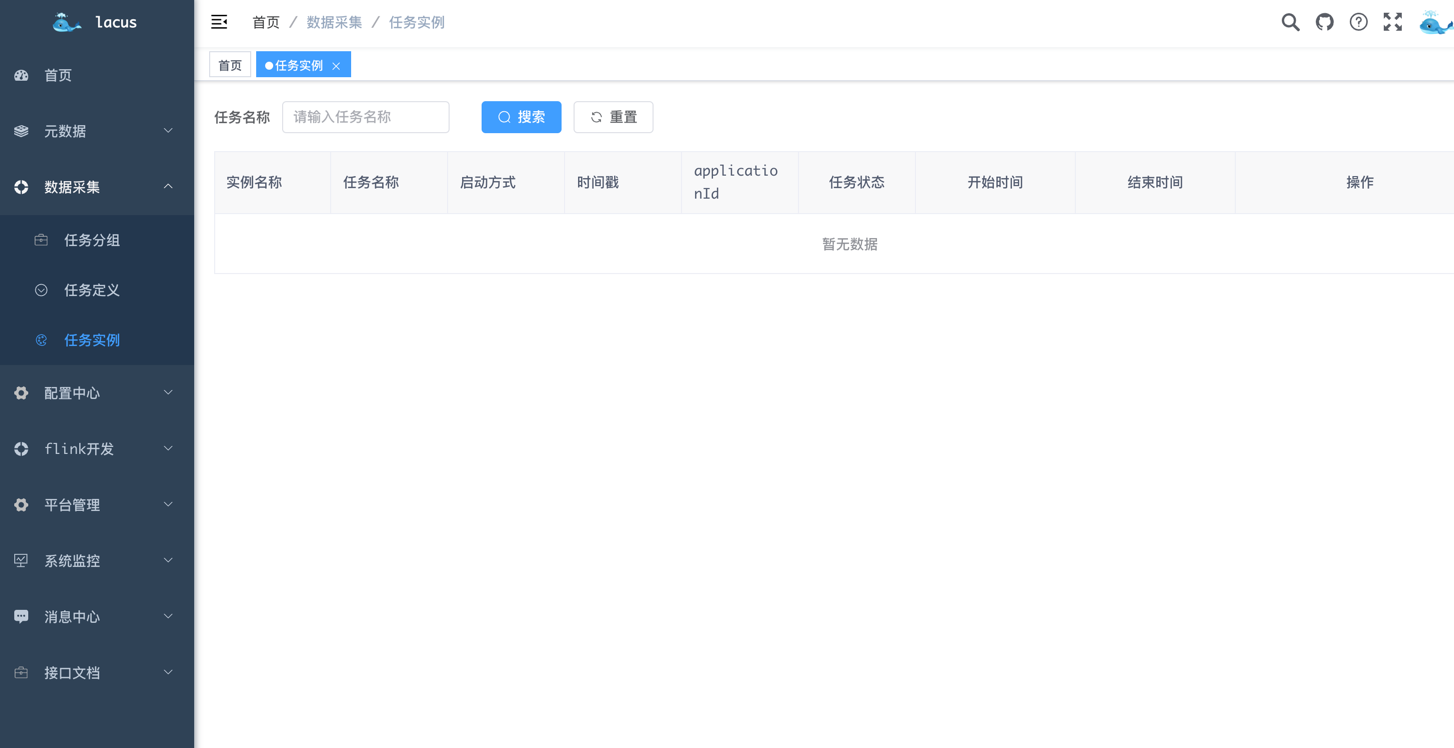 lacus
首页
元数据
数据采集
任务分组
任务定义
任务实例
配置中心
flink开发
平台管理
系统监控
消息中心
接口文档
首页 / 数据采集 / 任务实例
首页 任务实例
任务名称 请输入任务名称 搜索 重置
实例名称 任务名称 启动方式 时间戳 applicatio
nId 任务状态 开始时间 结束时间 操作
暂无数据